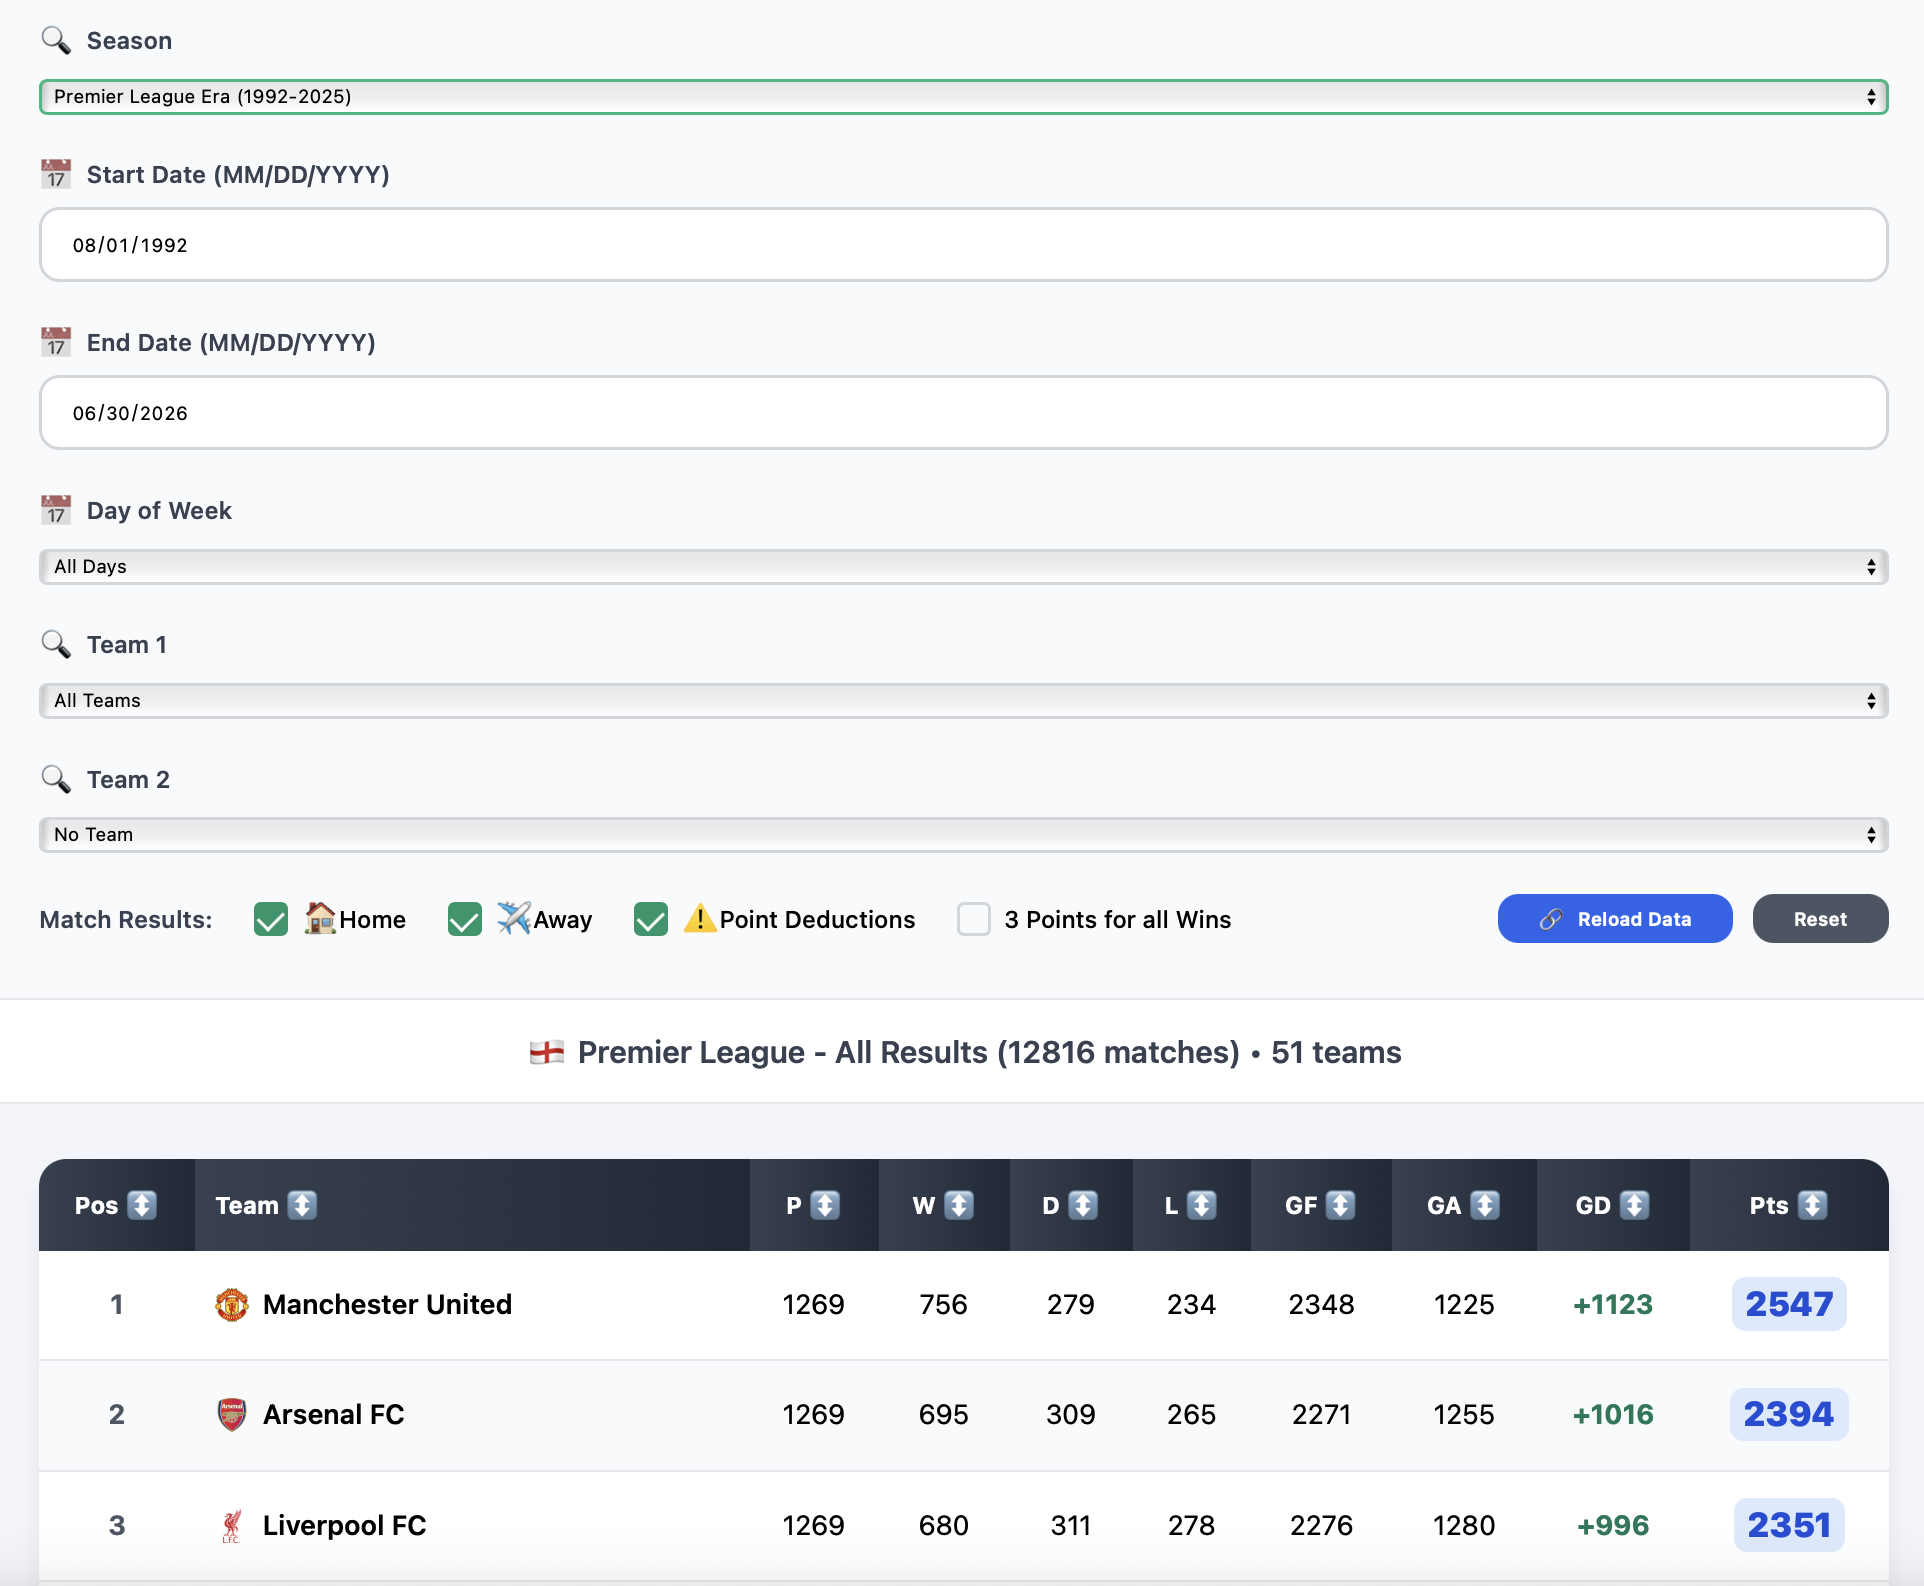 Season
Premier League Era (1992-2025)
Start Date (MM/DD/YYYY)
08/01/1992
End Date (MM/DD/YYYY)
06/30/2026
Day of Week
All Days
Team 1
All Teams
Team 2
No Team
Match Results: Home Away Point Deductions 3 Points for all Wins Reload Data Reset
Premier League - All Results (12816 matches) • 51 teams
Pos Team P W D L GF GA GD Pts
1 Manchester United 1269 756 279 234 2348 1225 +1123 2547
2 Arsenal FC 1269 695 309 265 2271 1255 +1016 2394
3 Liverpool FC 1269 680 311 278 2276 1280 +996 2351